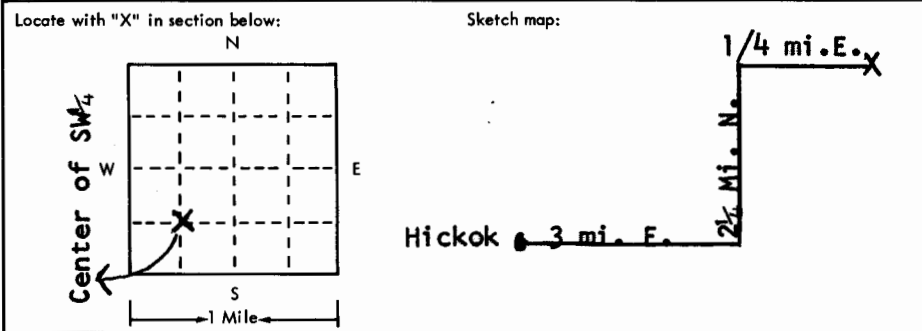 Locate with "X" in section below:
N
W
E
S
1 Mile
X
Center of SW¼
Sketch map:
1/4 mi. E.
X
2¼ Mi. N.
Hickok 3 mi. E.